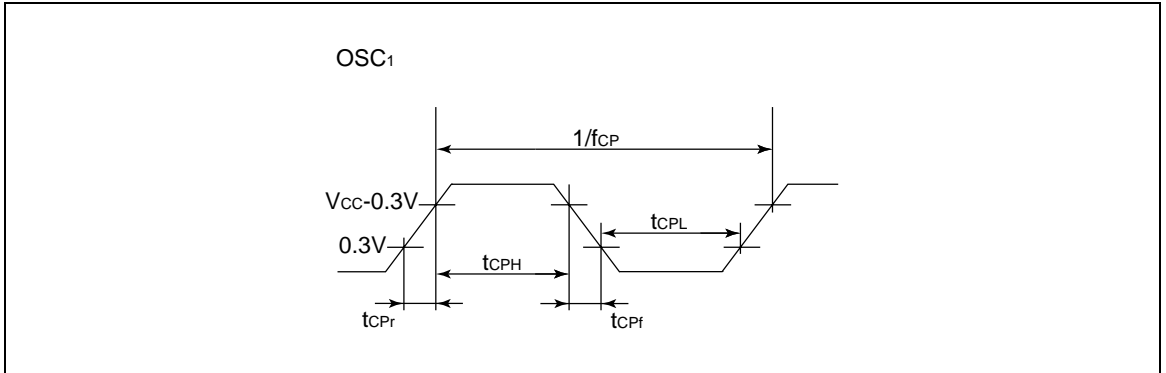 OSC1
1/fCP
VCC-0.3V
tCPL
0.3V
tCPH
tCPr
tCPf